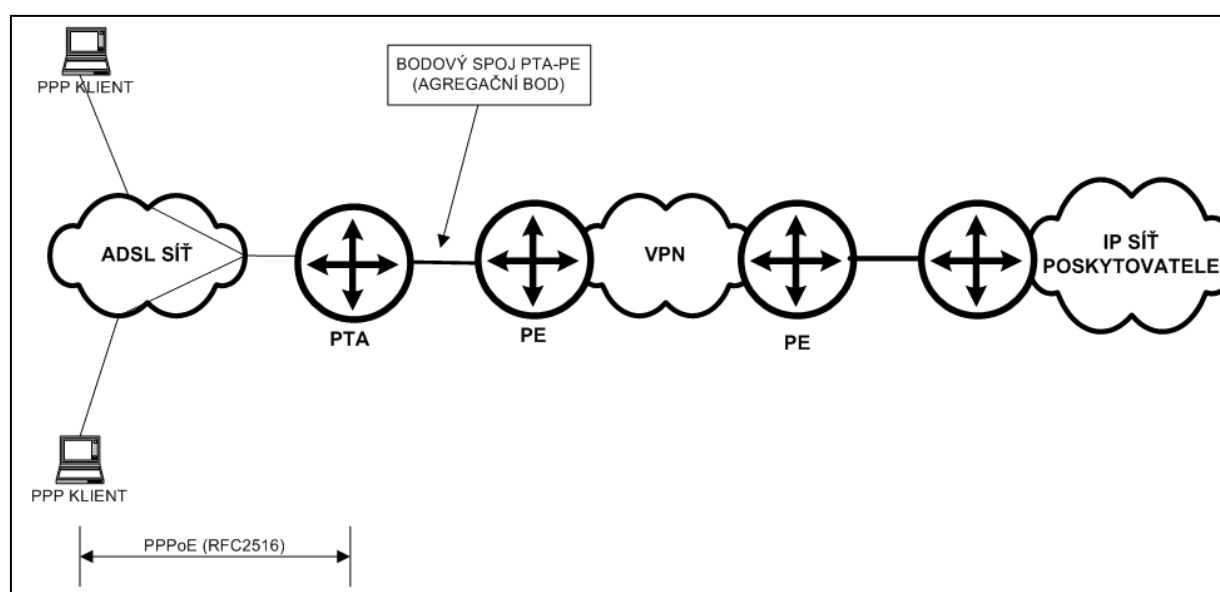 PPP KLIENT
BODOVÝ SPOJ PTA-PE
(AGREGAČNÍ BOD)
ADSL SÍŤ
VPN
IP SÍŤ
POSKYTOVATELE
PTA
PE
PE
PPP KLIENT
PPPoE (RFC2516)